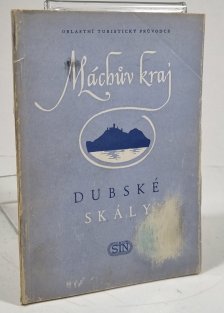 OBLASTNÍ TURISTICKÝ PRŮVODCE
Máchův kraj
DUBSKÉ
SKÁLY
STN